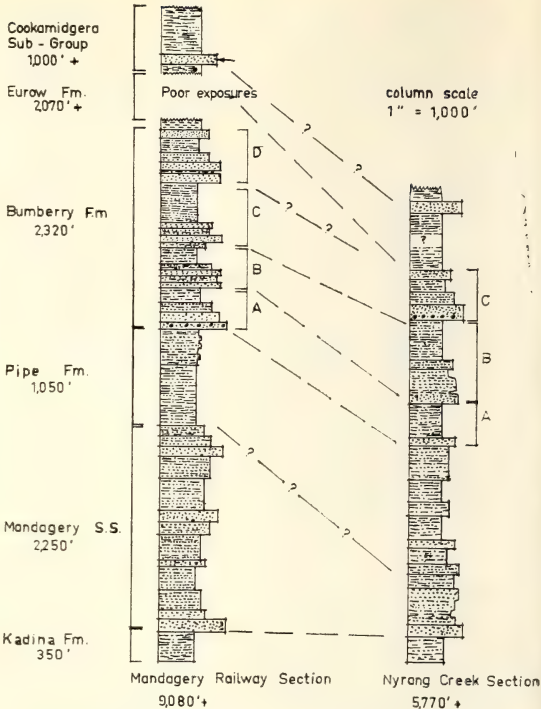 Cookamidgera
Sub - Group
1,000' +
Eurow Fm.
2,070' +
Poor exposures
column scale
1" = 1,000'
Bumberry Fm
2,320'
D
C
B
A
Pipe Fm.
1,050'
Mandagery S.S.
2,250'
Kadina Fm.
350'
?
?
?
?
?
?
?
?
C
B
A
Mandagery Railway Section
9,080' +
Nyrang Creek Section
5,770' +